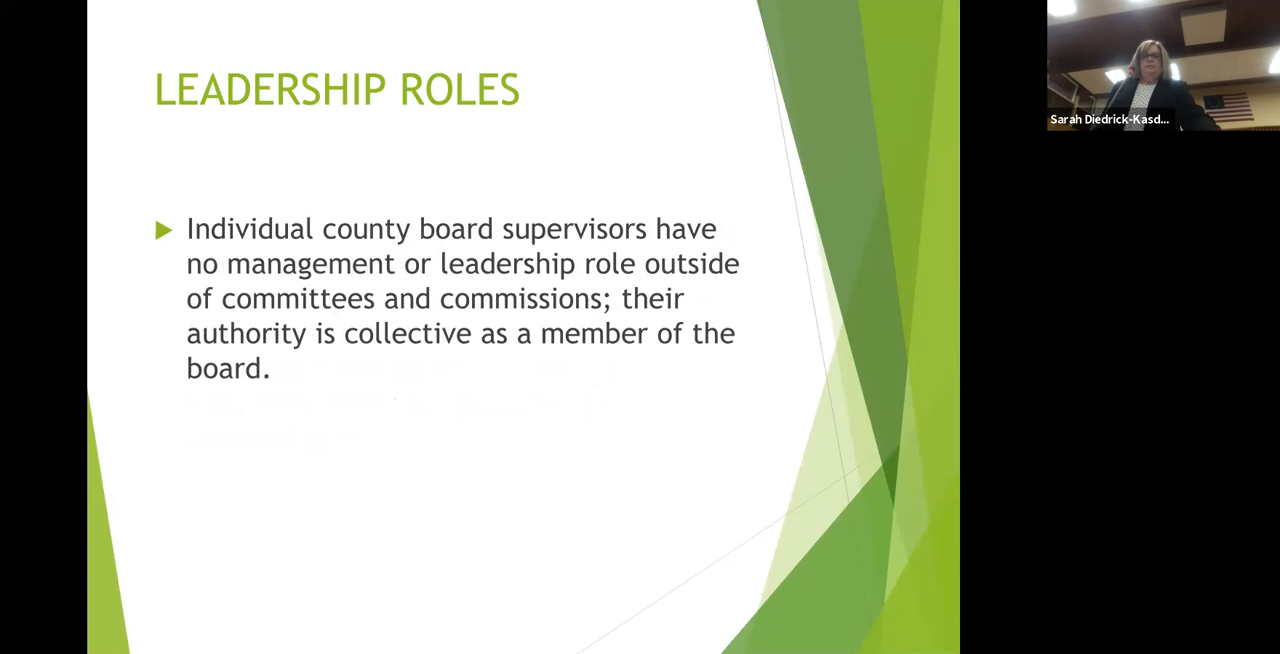 LEADERSHIP ROLES
Individual county board supervisors have
no management or leadership role outside
of committees and commissions; their
authority is collective as a member of the
board.
Sarah Diedrick-Kasd...